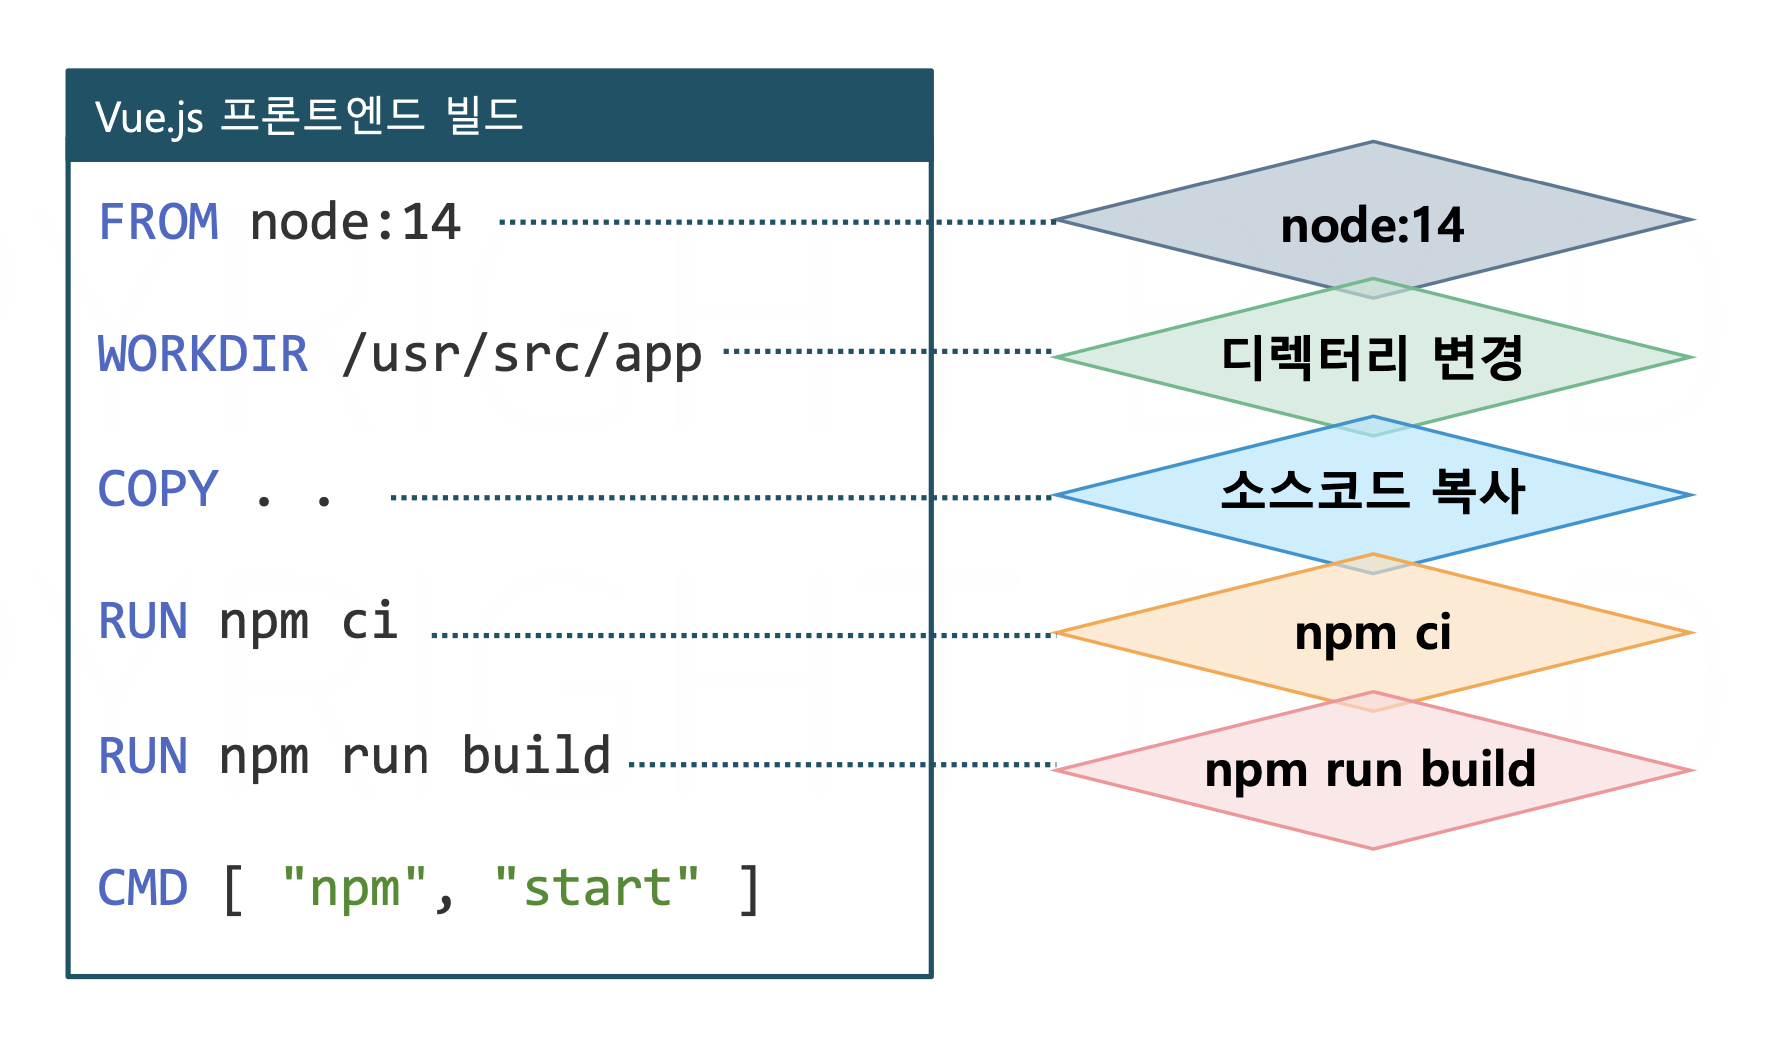 Vue.js 프론트엔드 빌드
FROM node:14
WORKDIR /usr/src/app
COPY . .
RUN npm ci
RUN npm run build
CMD [ "npm", "start" ]
node:14
디렉터리 변경
소스코드 복사
npm ci
npm run build